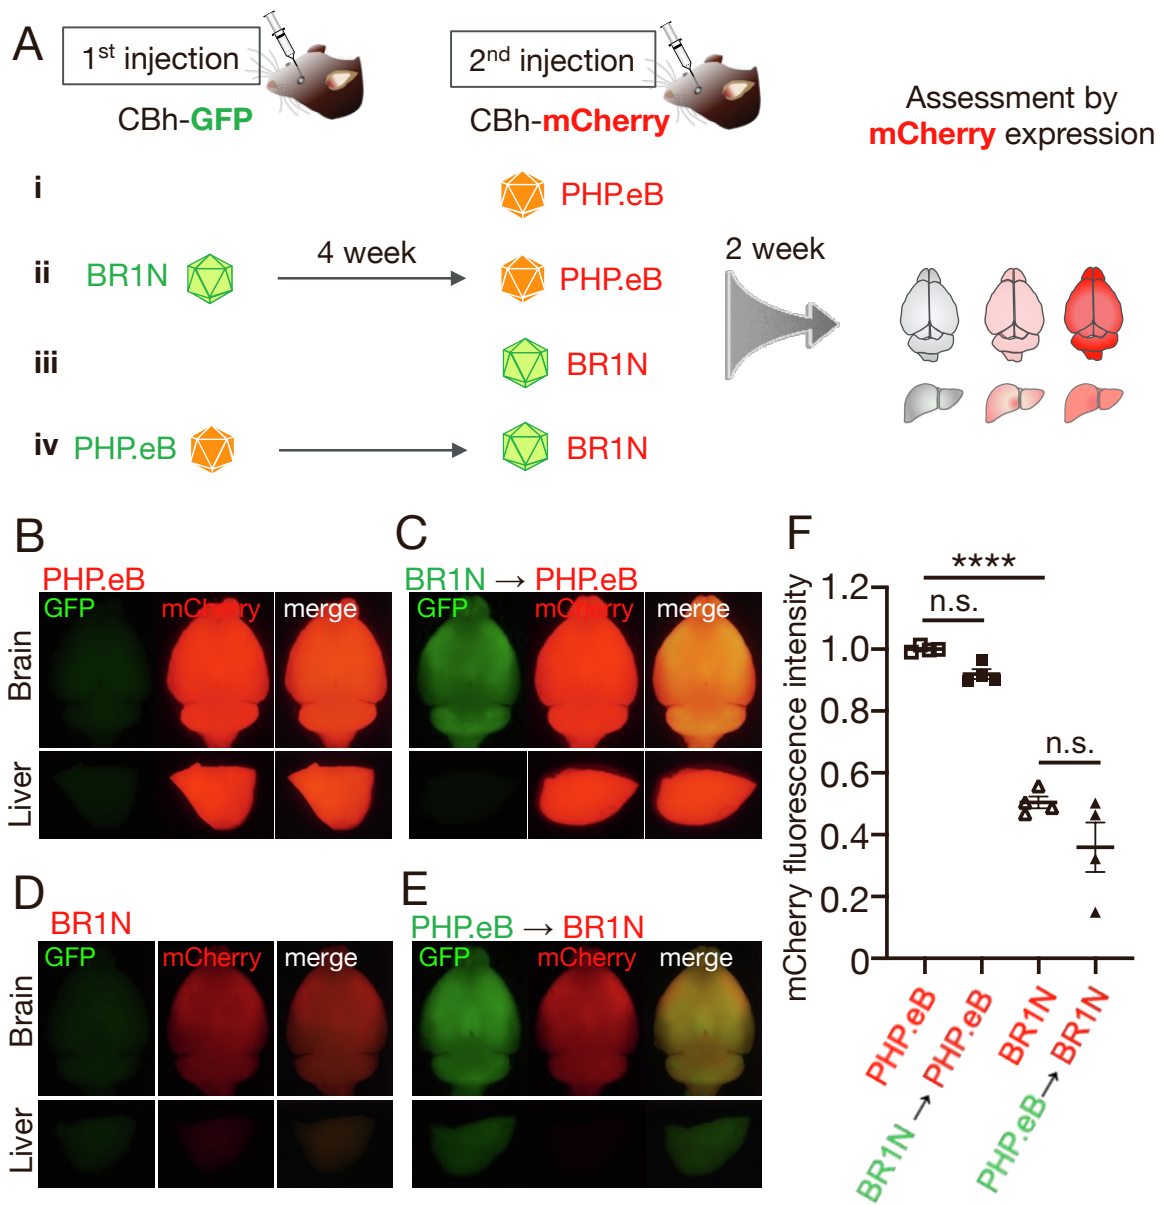 A
1st injection
CBh-GFP
2nd injection
CBh-mCherry
Assessment by
mCherry expression
i
PHP.eB
ii
BR1N
4 week
PHP.eB
2 week
iii
BR1N
iv
PHP.eB
BR1N
B
PHP.eB
GFP
mCherry
merge
Brain
Liver
C
BR1N → PHP.eB
GFP
mCherry
merge
D
BR1N
GFP
mCherry
merge
Brain
Liver
E
PHP.eB → BR1N
GFP
mCherry
merge
F
mCherry fluorescence intensity
1.2
1.0
0.8
0.6
0.4
0.2
0
****
n.s.
n.s.
PHP.eB
BR1N → PHP.eB
BR1N
PHP.eB → BR1N